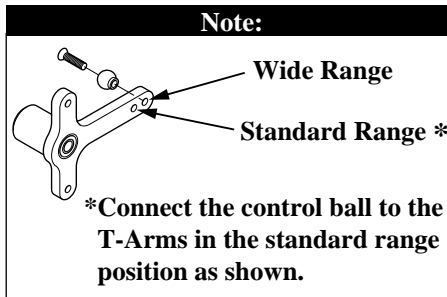 Note:
Wide Range
Standard Range *
*Connect the control ball to the
T-Arms in the standard range
position as shown.